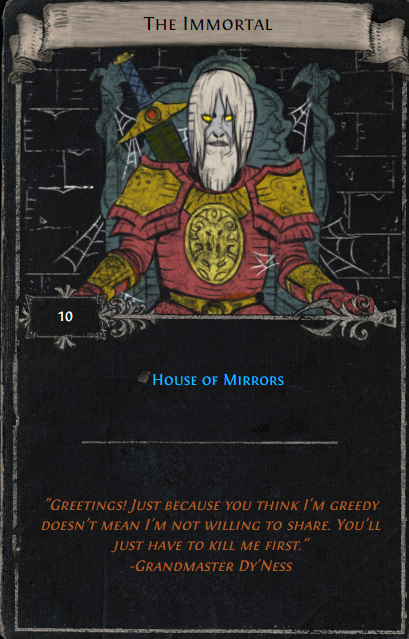 The Immortal
10
House of Mirrors
"Greetings! Just because you think I'm greedy
doesn't mean I'm not willing to share. You'll
just have to kill me first."
-Grandmaster Dy'Ness